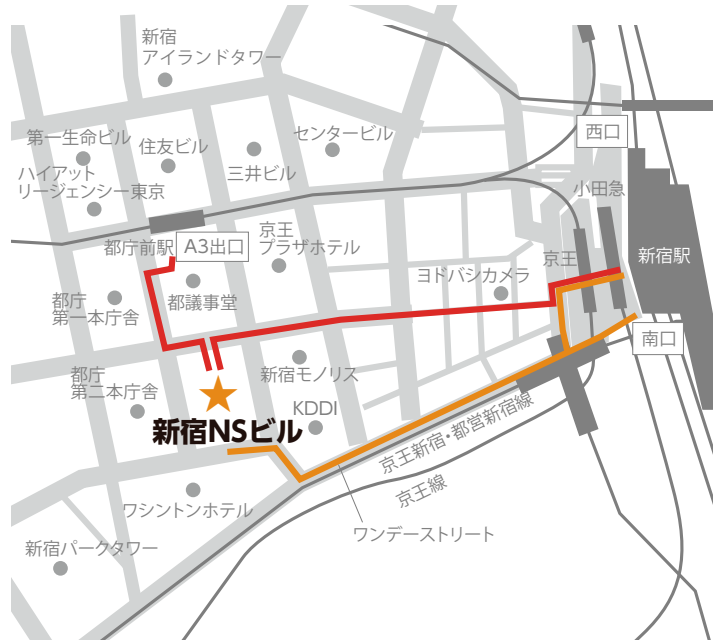 新宿
アイランドタワー
第一生命ビル
住友ビル
センタービル
西口
ハイアット
リージェンシー東京
三井ビル
小田急
都庁前駅
A3出口
京王
プラザホテル
京王
新宿駅
ヨドバシカメラ
都庁
第一本庁舎
都議事堂
南口
都庁
第二本庁舎
新宿モノリス
KDDI
新宿NSビル
京王新宿・都営新宿線
京王線
ワシントンホテル
ワンデーストリート
新宿パークタワー